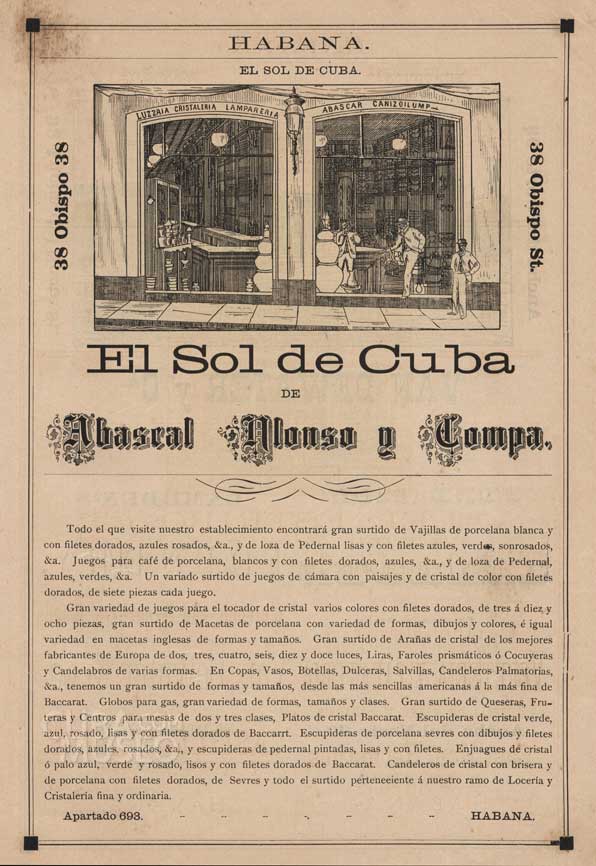 HABANA.
EL SOL DE CUBA.
LUZZRIA CRISTALERIA LAMPARERIA
ABASCAR CANIZOILUMP
38 Obispo 38
38 Obispo St.
El Sol de Cuba
DE
Abascal Alonso y Compa.
Todo el que visite nuestro establecimiento encontrará gran surtido de Vajillas de porcelana blanca y
con filetes dorados, azules rosados, &a., y de loza de Pedernal lisas y con filetes azules, verdes, sonrosados,
&a. Juegos para café de porcelana, blancos y con filetes dorados, azules, &a., y de loza de Pedernal,
azules, verdes, &a. Un variado surtido de juegos de cámara con paisajes y de cristal de color con filetes
dorados, de siete piezas cada juego.
Gran variedad de juegos para el tocador de cristal varios colores con filetes dorados, de tres á diez y
ocho piezas, gran surtido de Macetas de porcelana con variedad de formas, dibujos y colores, é igual
variedad en macetas inglesas de formas y tamaños. Gran surtido de Arañas de cristal de los mejores
fabricantes de Europa de dos, tres, cuatro, seis, diez y doce luces, Liras, Faroles prismáticos ó Cocuyeras
y Candelabros de varias formas. En Copas, Vasos, Botellas, Dulceras, Salvillas, Candeleros Palmatorias,
&a., tenemos un gran surtido de formas y tamaños, desde las más sencillas americanas á la más fina de
Baccarat. Globos para gas, gran variedad de formas, tamaños y clases. Gran surtido de Queseras, Fru-
teras y Centros para mesas de dos y tres clases, Platos de cristal Baccarat. Escupideras de cristal verde,
azul, rosado, lisas y con filetes dorados de Baccarrt. Escupideras de porcelana sevres con dibujos y filetes
dorados, azules, rosados, &a., y escupideras de pedernal pintadas, lisas y con filetes. Enjuagues de cristal
ó palo azul, verde y rosado, lisos y con filetes dorados de Baccarat. Candeleros de cristal con brisera y
de porcelana con filetes dorados, de Sevres y todo el surtido perteneeiente á nuestro ramo de Locería y
Cristalería fina y ordinaria.
Apartado 693. HABANA.